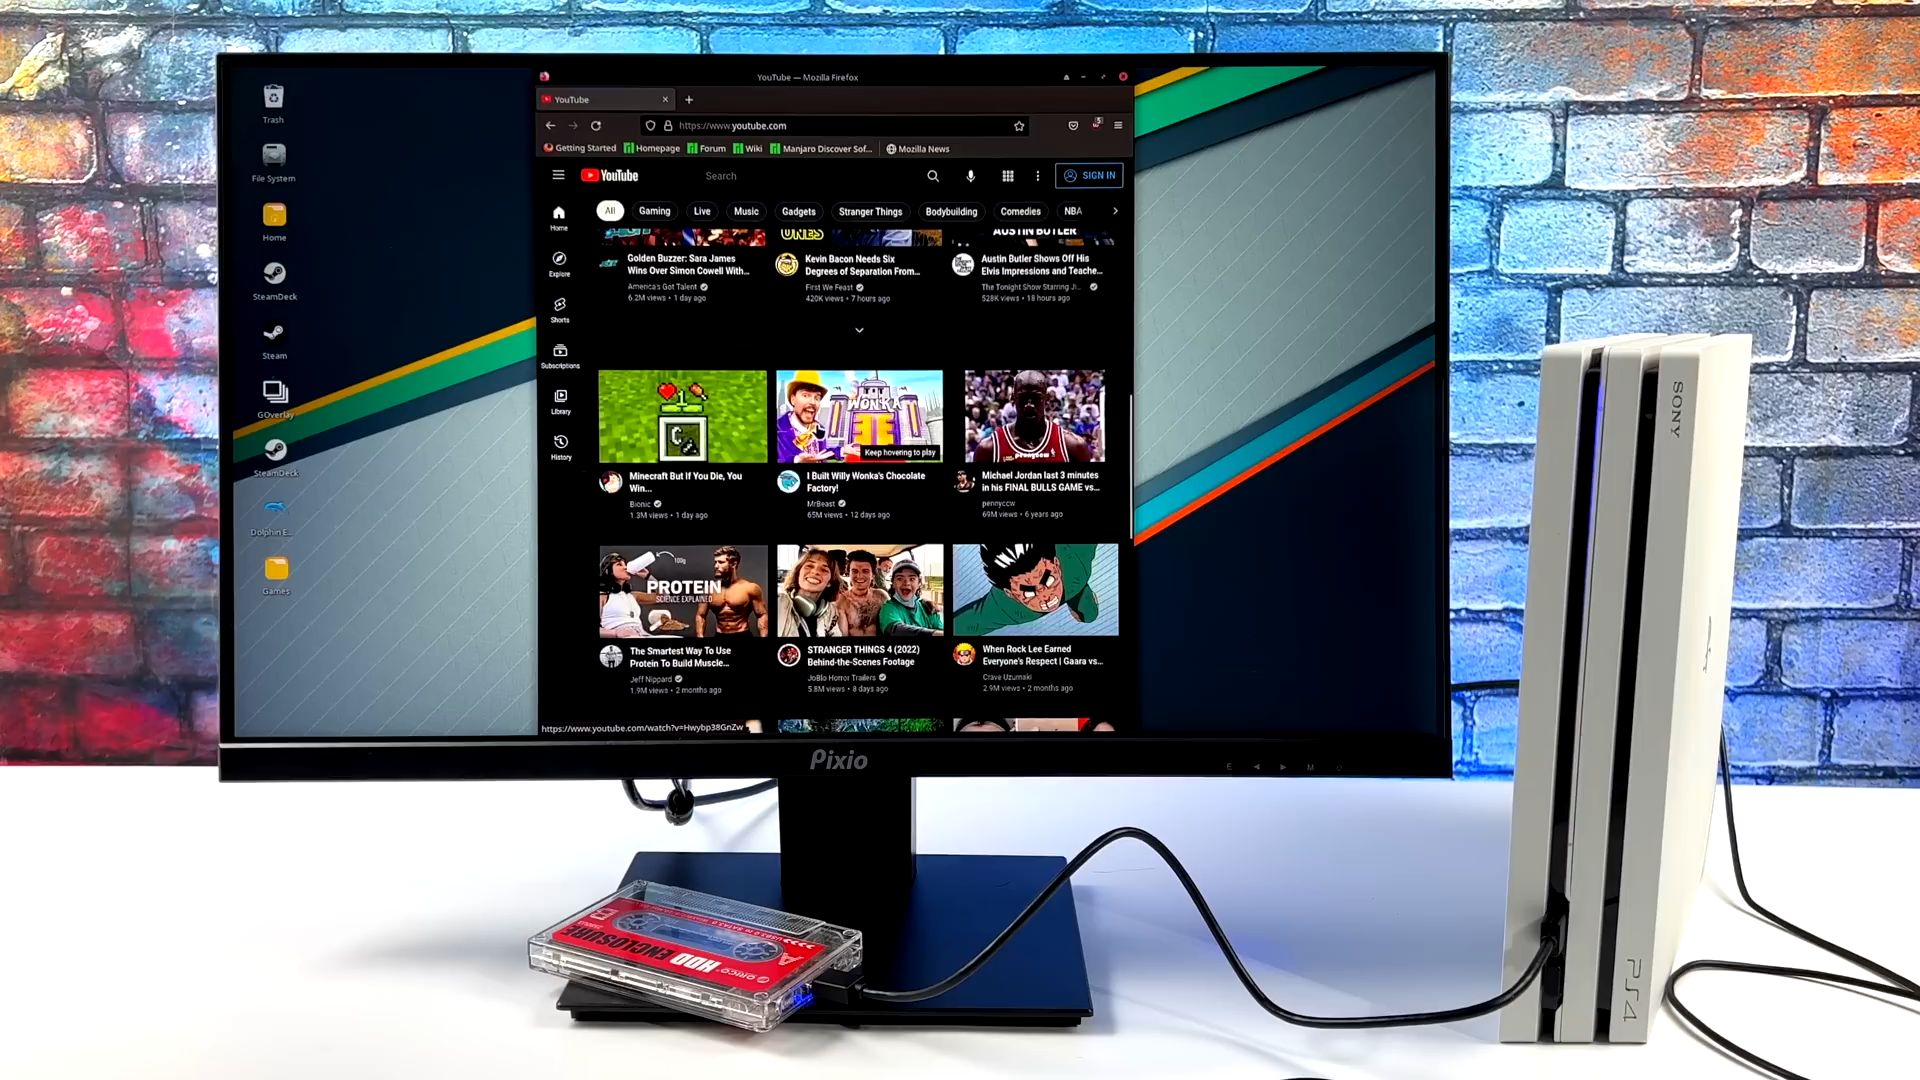 YouTube — Mozilla Firefox
YouTube
https://www.youtube.com
Getting Started Homepage Forum Wiki Manjaro Discover Sof... Mozilla News
YouTube
Search
SIGN IN
All Gaming Live Music Gadgets Stranger Things Bodybuilding Comedies NBA
Trash
File System
Home
SteamDeck
Steam
GOverlay
SteamDeck
Dolphin E...
Games
Home
Explore
Shorts
Subscriptions
Library
History
ONES
AUSTIN BUTLER
Golden Buzzer: Sara James
Wins Over Simon Cowell With...
America's Got Talent
6.2M views • 1 day ago
Kevin Bacon Needs Six
Degrees of Separation From...
First We Feast
420K views • 7 hours ago
Austin Butler Shows Off His
Elvis Impressions and Teache...
The Tonight Show Starring Ji...
528K views • 18 hours ago
1
WONKA
Keep hovering to play
Minecraft But If You Die, You
Win...
Bionic
1.3M views • 1 day ago
I Built Willy Wonka's Chocolate
Factory!
MrBeast
65M views • 12 days ago
Michael Jordan last 3 minutes
in his FINAL BULLS GAME vs...
pennyccw
69M views • 6 years ago
100g
PROTEIN
SCIENCE EXPLAINED
The Smartest Way To Use
Protein To Build Muscle...
Jeff Nippard
1.9M views • 2 months ago
STRANGER THINGS 4 (2022)
Behind-the-Scenes Footage
JoBlo Horror Trailers
5.8M views • 8 days ago
When Rock Lee Earned
Everyone's Respect | Gaara vs...
Crave Uzumaki
2.9M views • 2 months ago
https://www.youtube.com/watch?v=Hwybp38GnZw
Pixio
E M
SONY
PS4
A
ORICO
HDD ENCLOSURE
B